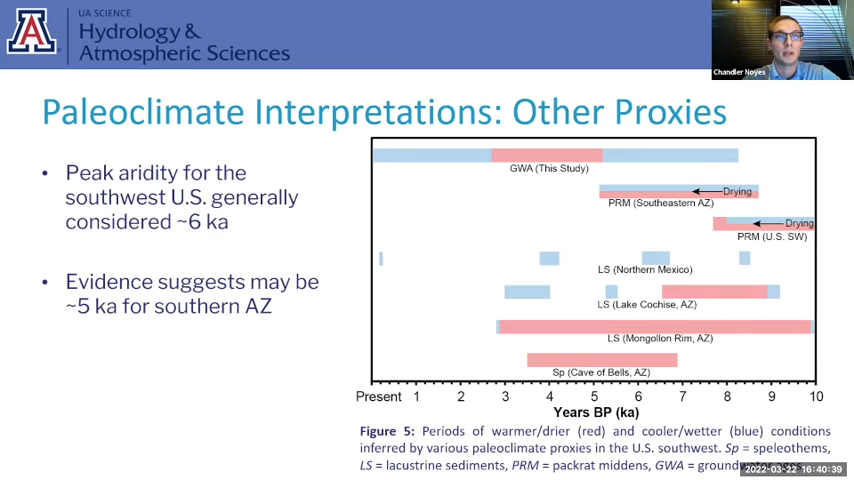 A
UA SCIENCE
Hydrology &
Atmospheric Sciences
Chandler Noyes
Paleoclimate Interpretations: Other Proxies
• Peak aridity for the
southwest U.S. generally
considered ~6 ka
• Evidence suggests may be
~5 ka for southern AZ
GWA (This Study)
Drying
PRM (Southeastern AZ)
Drying
PRM (U.S. SW)
LS (Northern Mexico)
LS (Lake Cochise, AZ)
LS (Mongollon Rim, AZ)
Sp (Cave of Bells, AZ)
Present 1 2 3 4 5 6 7 8 9 10
Years BP (ka)
Figure 5: Periods of warmer/drier (red) and cooler/wetter (blue) conditions
inferred by various paleoclimate proxies in the U.S. southwest. Sp = speleothems,
LS = lacustrine sediments, PRM = packrat middens, GWA =
2022-03-22 16:40:39